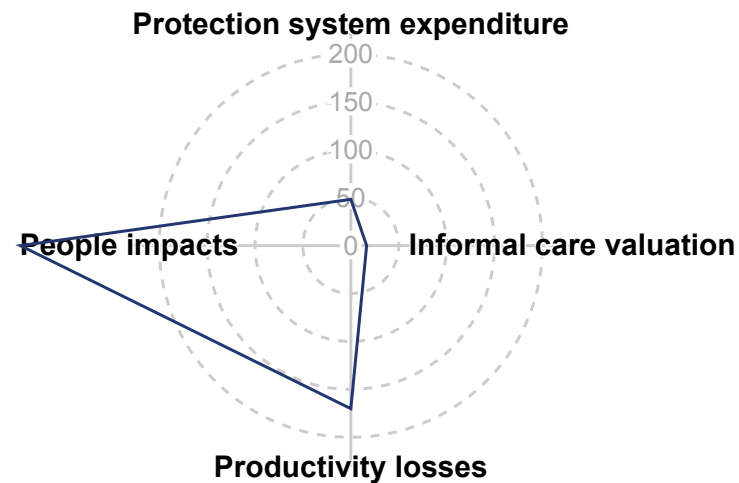 Protection system expenditure
200
150
100
50
People impacts
0
Informal care valuation
Productivity losses